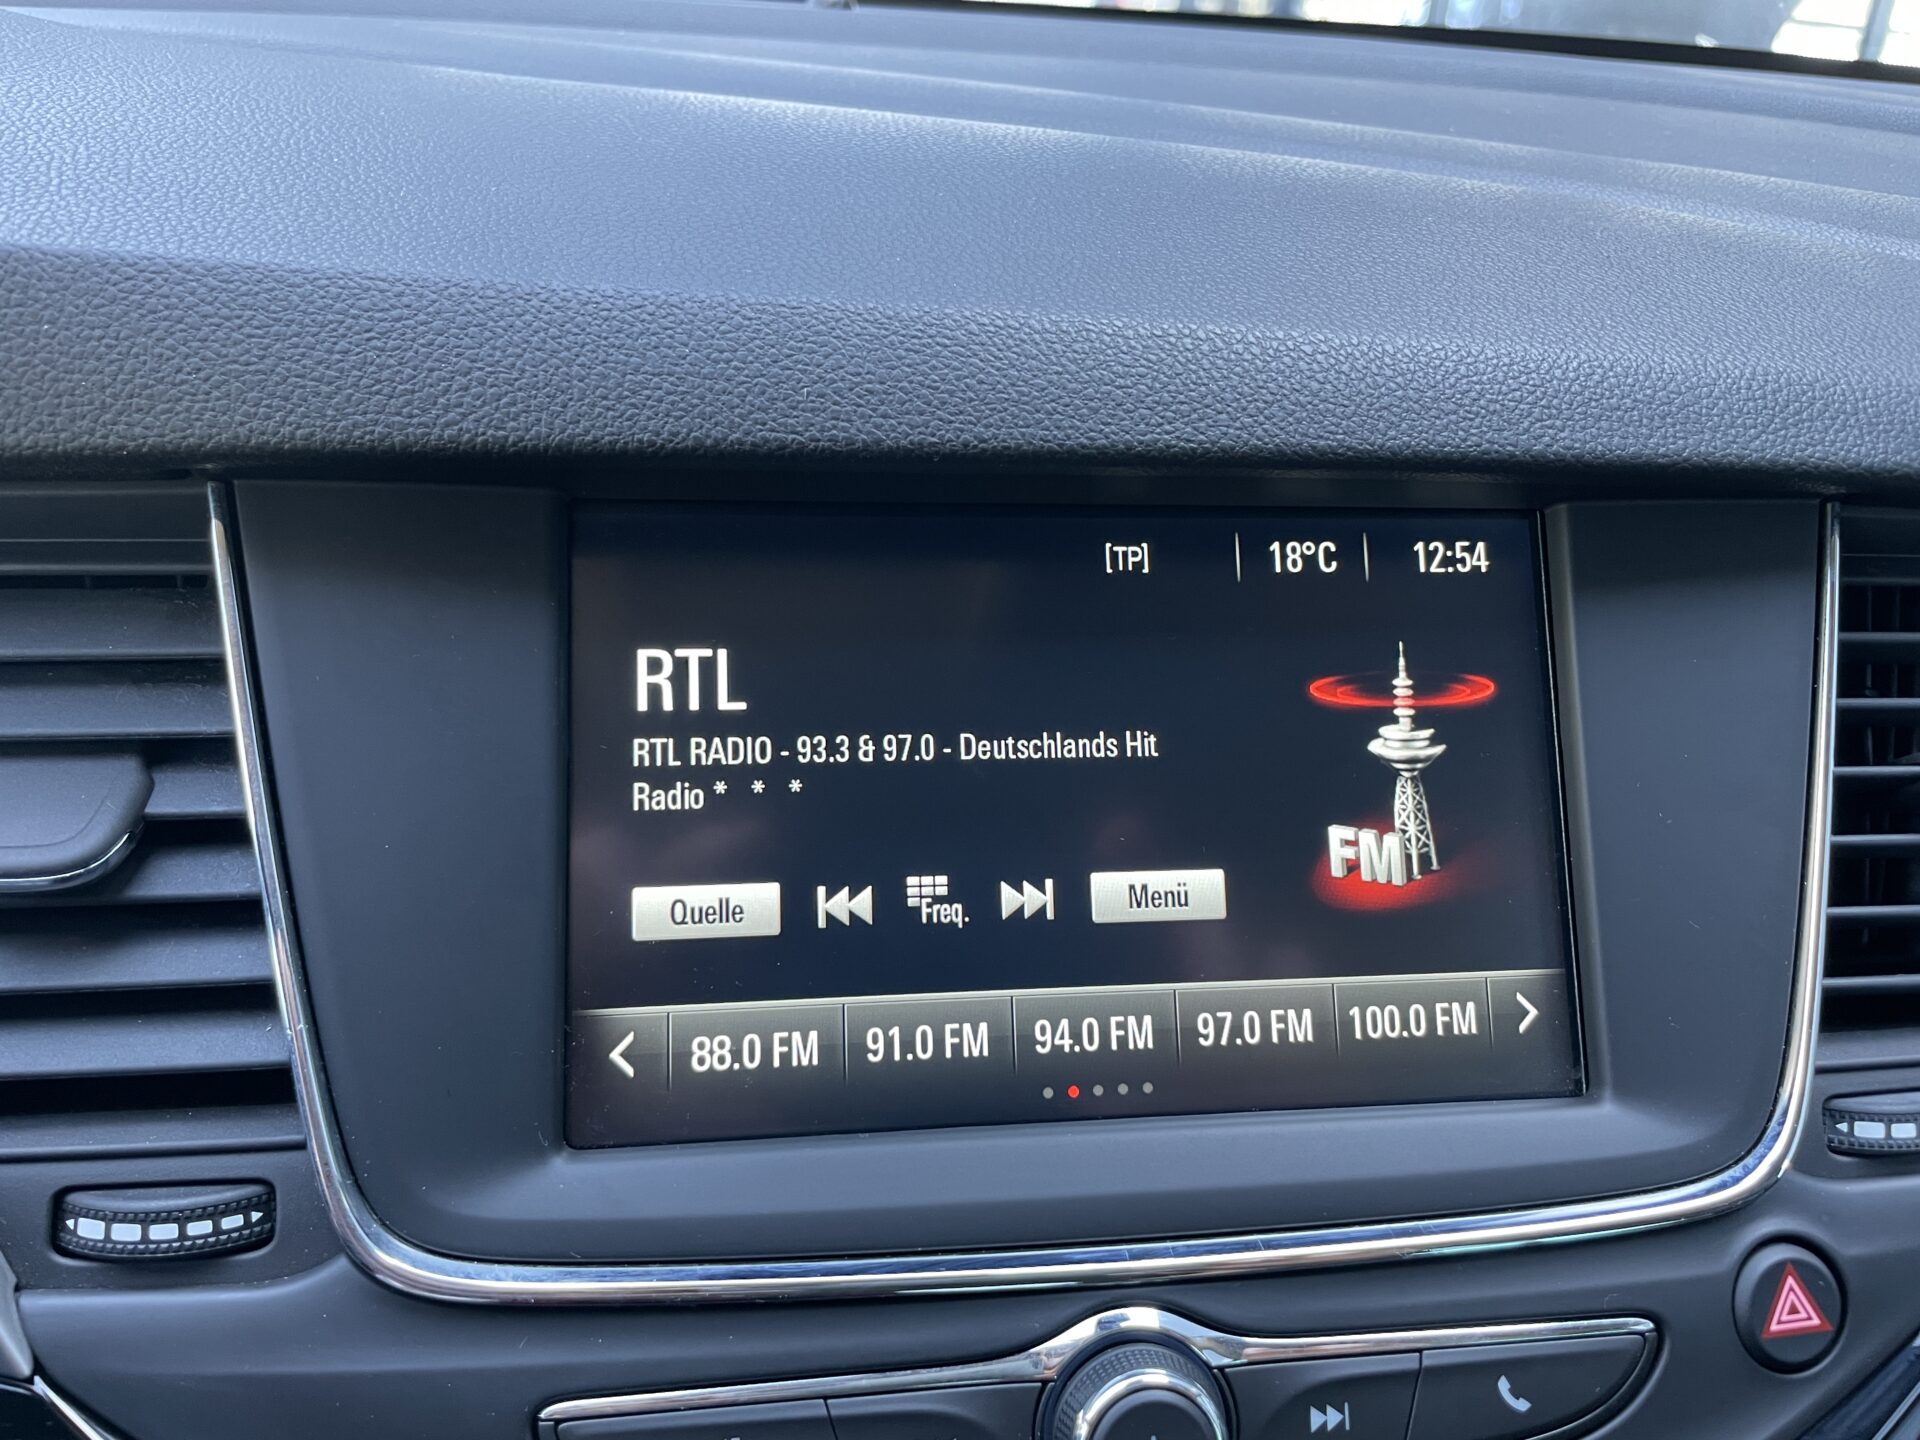 [TP] 18°C 12:54
RTL
RTL RADIO - 93.3 & 97.0 - Deutschlands Hit
Radio * * *
Quelle Freq. Menü
FM
88.0 FM 91.0 FM 94.0 FM 97.0 FM 100.0 FM